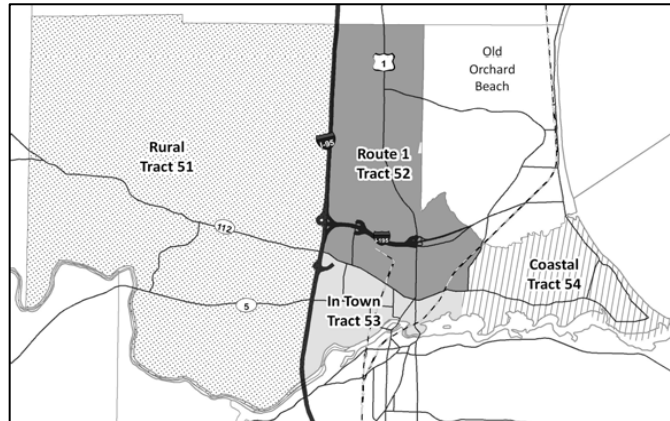 Old
Orchard
Beach
1
I-95
Rural
Tract 51
Route 1
Tract 52
112
I-195
Coastal
Tract 54
5
In Town
Tract 53